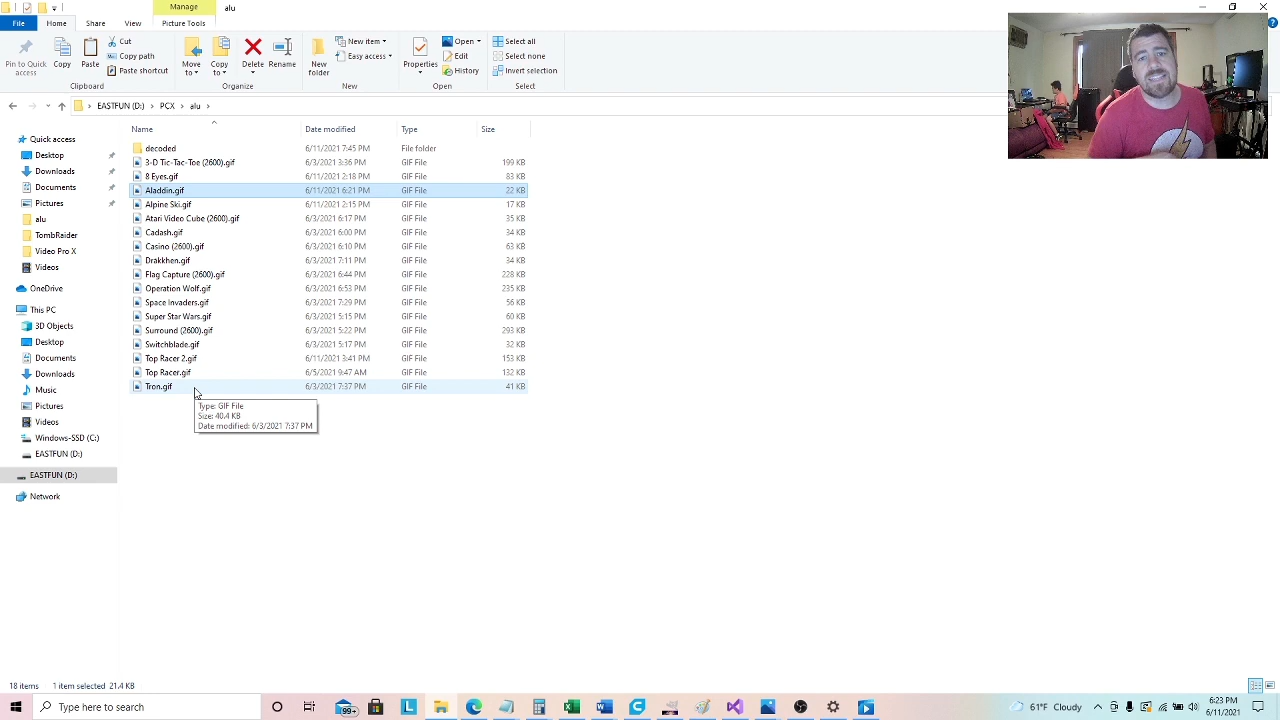 Manage
alu
File
Home
Share
View
Picture Tools
Pin to Quick access
Copy
Paste
Cut
Copy path
Paste shortcut
Clipboard
Move to
Copy to
Delete
Rename
Organize
New folder
New item
Easy access
New
Properties
Open
Edit
History
Open
Select all
Select none
Invert selection
Select
EASTFUN (D:) > PCX > alu >
Name Date modified Type Size
decoded 6/11/2021 7:45 PM File folder
3-D Tic-Tac-Toe (2600).gif 6/3/2021 3:36 PM GIF File 199 KB
8 Eyes.gif 6/11/2021 2:18 PM GIF File 83 KB
Aladdin.gif 6/11/2021 6:21 PM GIF File 22 KB
Alpine Ski.gif 6/11/2021 2:15 PM GIF File 17 KB
Atari Video Cube (2600).gif 6/3/2021 6:17 PM GIF File 35 KB
Cadash.gif 6/3/2021 6:00 PM GIF File 34 KB
Casino (2600).gif 6/3/2021 6:10 PM GIF File 63 KB
Drakkhen.gif 6/3/2021 7:11 PM GIF File 34 KB
Flag Capture (2600).gif 6/3/2021 6:44 PM GIF File 228 KB
Operation Wolf.gif 6/3/2021 6:53 PM GIF File 235 KB
Space Invaders.gif 6/3/2021 7:29 PM GIF File 56 KB
Super Star Wars.gif 6/3/2021 5:15 PM GIF File 60 KB
Surround (2600).gif 6/3/2021 5:22 PM GIF File 293 KB
Switchblade.gif 6/3/2021 5:17 PM GIF File 32 KB
Top Racer 2.gif 6/11/2021 3:41 PM GIF File 153 KB
Top Racer.gif 6/5/2021 9:47 AM GIF File 132 KB
Tron.gif 6/3/2021 7:37 PM GIF File 41 KB
Type: GIF File
Size: 40.4 KB
Date modified: 6/3/2021 7:37 PM
Quick access
Desktop
Downloads
Documents
Pictures
alu
TombRaider
Video Pro X
Videos
OneDrive
This PC
3D Objects
Desktop
Documents
Downloads
Music
Pictures
Videos
Windows-SSD (C:)
EASTFUN (D:)
EASTFUN (D:)
Network
18 items 1 item selected 21.4 KB
Type here to search
99+
61°F Cloudy
6:23 PM
6/11/2021